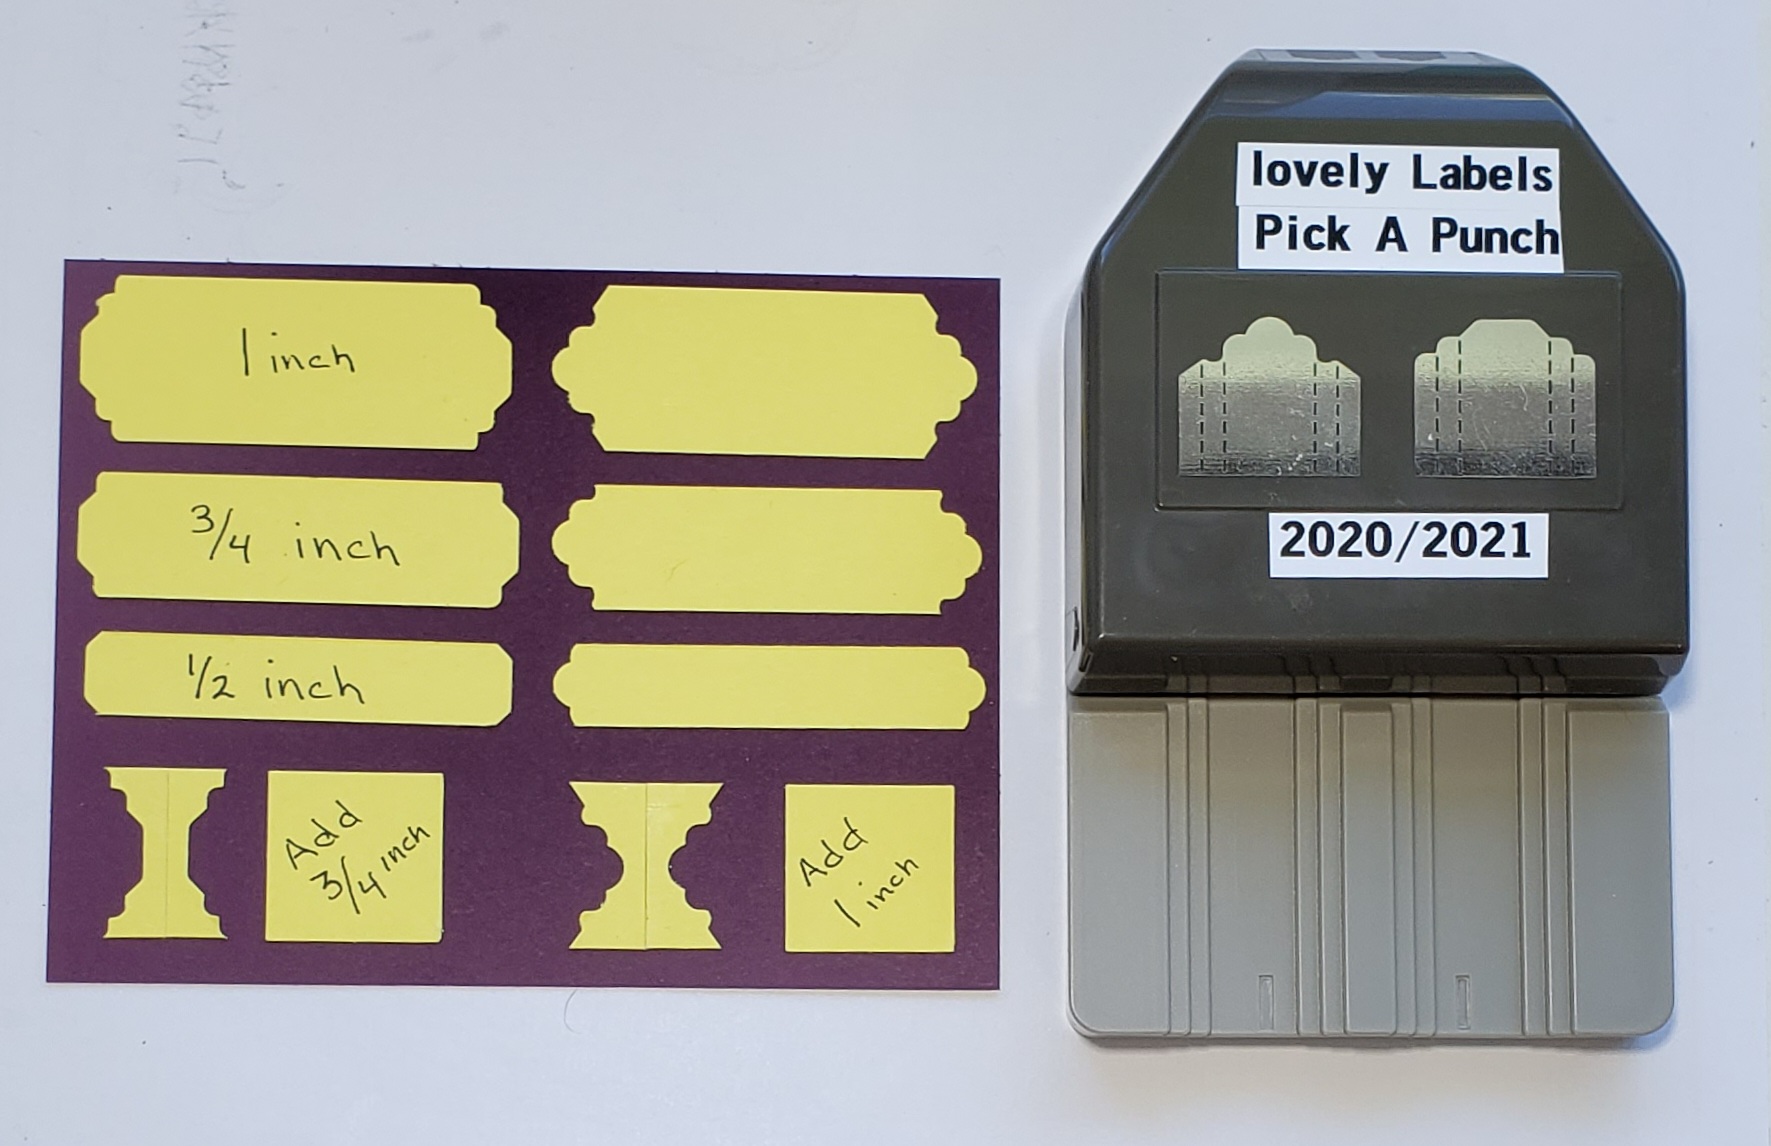 1 inch
3/4 inch
1/2 inch
Add
3/4 inch
Add
1 inch
lovely Labels
Pick A Punch
2020/2021